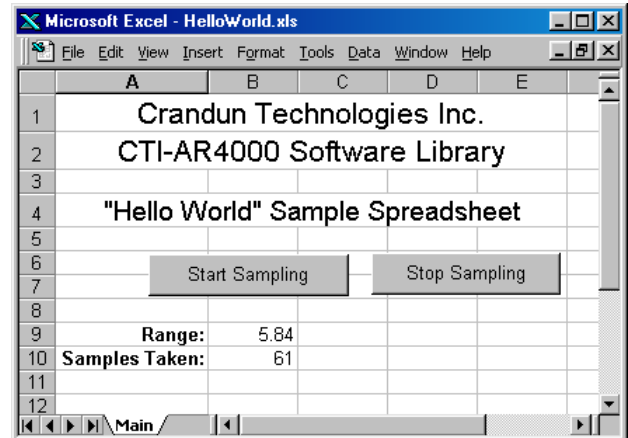 Microsoft Excel - HelloWorld.xls
File Edit View Insert Format Tools Data Window Help
A B C D E
1 Crandun Technologies Inc.
2 CTI-AR4000 Software Library
3
4 "Hello World" Sample Spreadsheet
5
6
Start Sampling Stop Sampling
7
8
9 Range: 5.84
10 Samples Taken: 61
11
12
Main